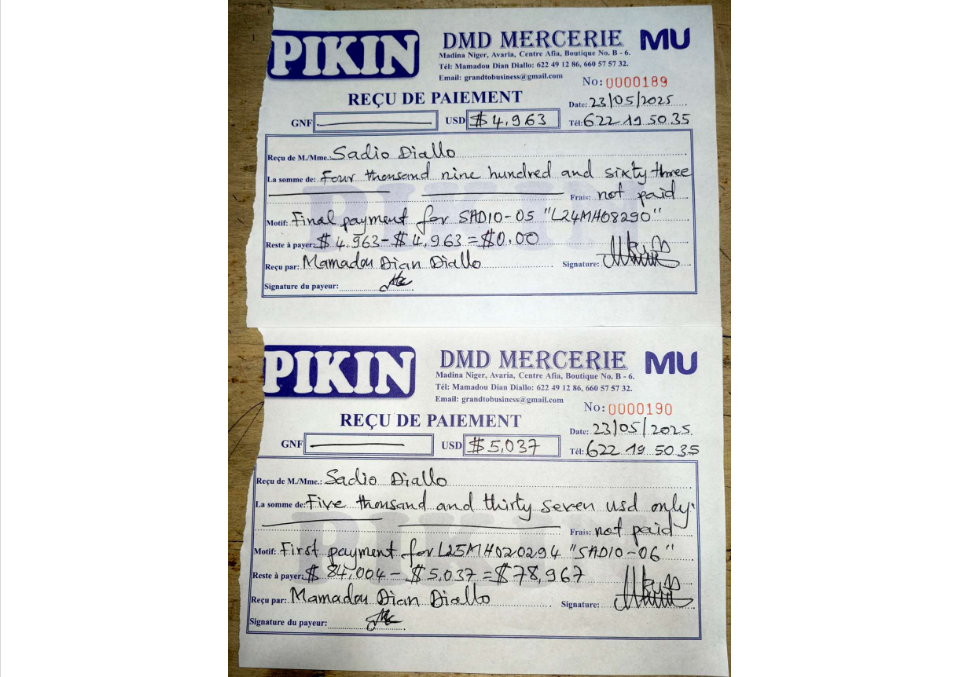 PIKIN
DMD MERCERIE MU
Madina Niger, Avaria, Centre Afia, Boutique No. B - 6.
Tél: Mamadou Dian Diallo: 622 49 12 86, 660 57 57 32.
Email: grandtobusiness@gmail.com
No: 0000189
REÇU DE PAIEMENT
Date: 23/05/2025
GNF USD $4,963 Tél: 622 19 50 35
Reçu de M./Mme.: Sadio Diallo
La somme de: Four thousand nine hundred and sixty three
Frais: not paid
Motif: Final payment for SADIO-05 "L24MH08290"
Reste à payer: $4.963-$4,963=$0.00
Reçu par: Mamadou Dian Diallo Signature:
Signature du payeur:
PIKIN
DMD MERCERIE MU
Madina Niger, Avaria, Centre Afia, Boutique No. B - 6.
Tél: Mamadou Dian Diallo: 622 49 12 86, 660 57 57 32.
Email: grandtobusiness@gmail.com
No: 0000190
REÇU DE PAIEMENT
Date: 23/05/2025
GNF USD $5,037 Tél: 622 19 50 35
Reçu de M./Mme.: Sadio Diallo
La somme de: Five thousand and thirty seven usd only.
Frais: not paid
Motif: First payment for L25MH020294 "SADIO-06"
Reste à payer: $84,004-$5,037=$78,967
Reçu par: Mamadou Dian Diallo Signature:
Signature du payeur: